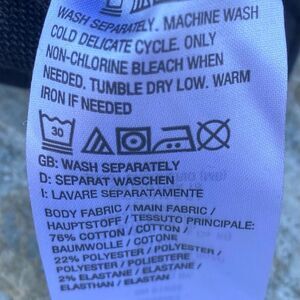 WASH SEPARATELY. MACHINE WASH
COLD DELICATE CYCLE. ONLY
NON-CHLORINE BLEACH WHEN
NEEDED. TUMBLE DRY LOW. WARM
IRON IF NEEDED
30
GB: WASH SEPARATELY
D: SEPARAT WASCHEN
I: LAVARE SEPARATAMENTE
BODY FABRIC / MAIN FABRIC /
HAUPTSTOFF / TESSUTO PRINCIPALE:
76% COTTON / COTTON /
BAUMWOLLE / COTONE
22% POLYESTER / POLYESTER /
POLYESTER / POLIESTERE
2% ELASTANE / ELASTANE /
ELASTHAN / ELASTANE